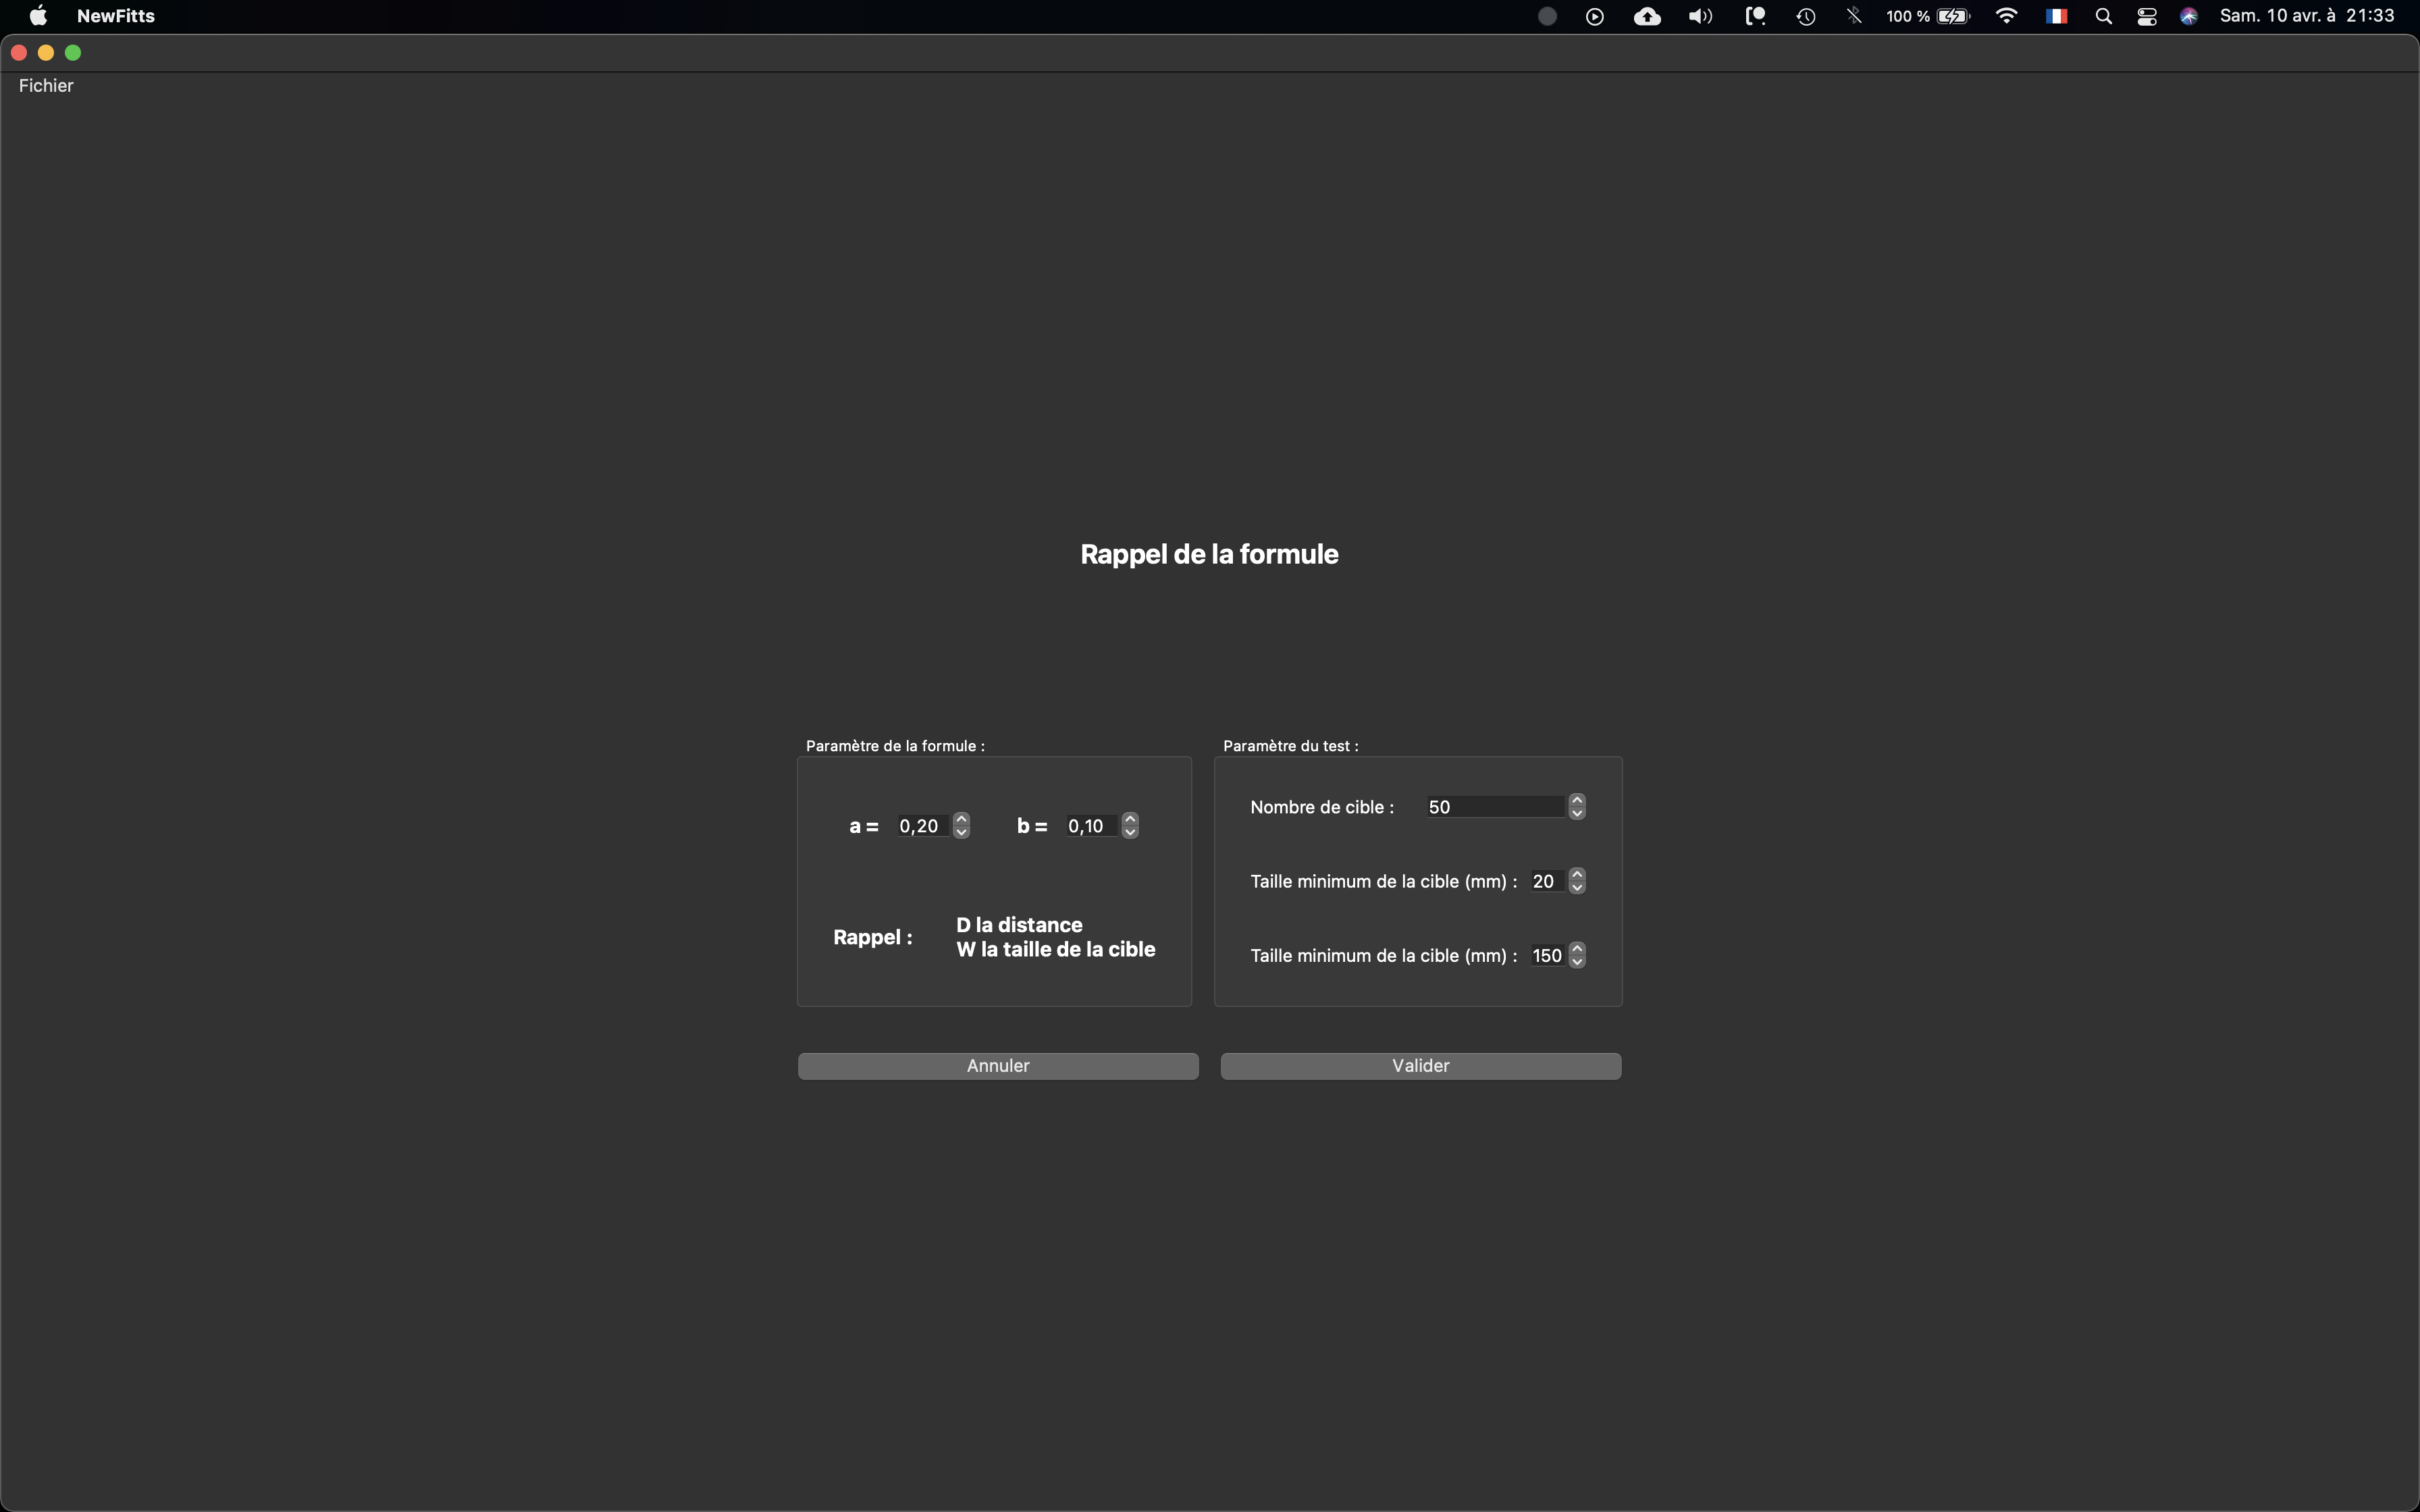 NewFitts
100 %
Sam. 10 avr. à 21:33
Fichier
Rappel de la formule
Paramètre de la formule :
a =
0,20
b =
0,10
Rappel :
D la distance
W la taille de la cible
Paramètre du test :
Nombre de cible :
50
Taille minimum de la cible (mm) :
20
Taille minimum de la cible (mm) :
150
Annuler
Valider